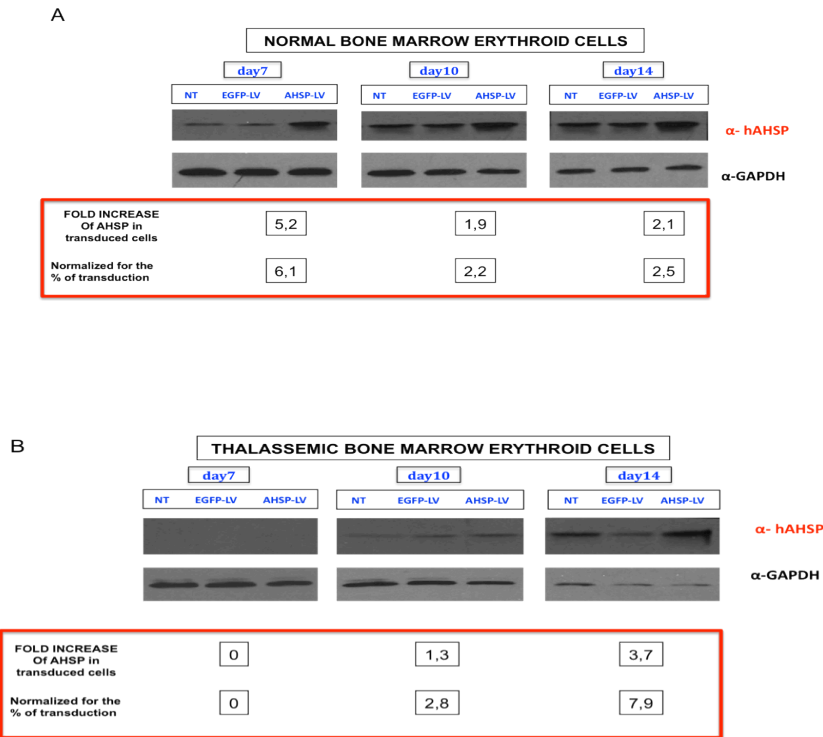 A
NORMAL BONE MARROW ERYTHROID CELLS
day7 day10 day14
NT EGFP-LV AHSP-LV NT EGFP-LV AHSP-LV NT EGFP-LV AHSP-LV
α- hAHSP
α-GAPDH
FOLD INCREASE
Of AHSP in
transduced cells
5,2 1,9 2,1
Normalized for the
% of transduction
6,1 2,2 2,5
B
THALASSEMIC BONE MARROW ERYTHROID CELLS
day7 day10 day14
NT EGFP-LV AHSP-LV NT EGFP-LV AHSP-LV NT EGFP-LV AHSP-LV
α- hAHSP
α-GAPDH
FOLD INCREASE
Of AHSP in
transduced cells
0 1,3 3,7
Normalized for the
% of transduction
0 2,8 7,9